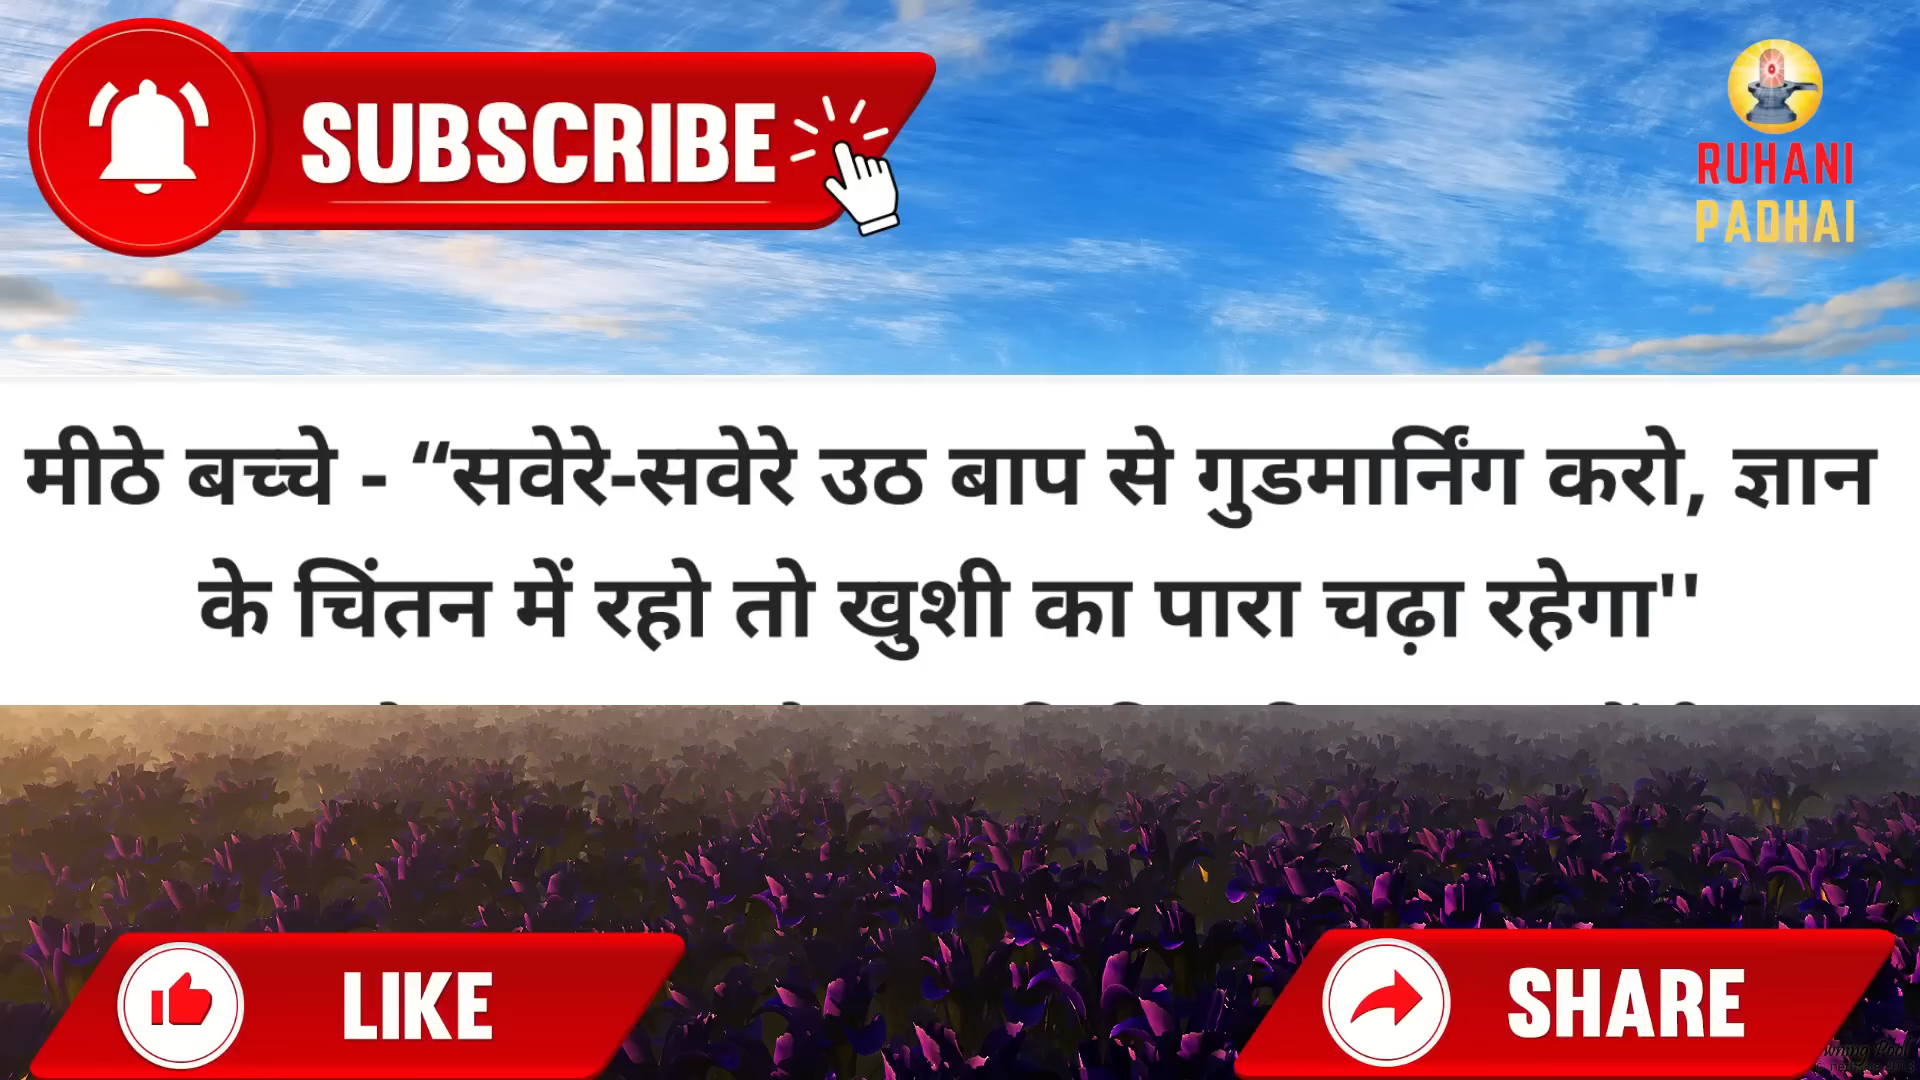 SUBSCRIBE
RUHANI
PADHAI
मीठे बच्चे - “सवेरे-सवेरे उठ बाप से गुडमार्निंग करो, ज्ञान
के चिंतन में रहो तो खुशी का पारा चढ़ा रहेगा''
LIKE
SHARE